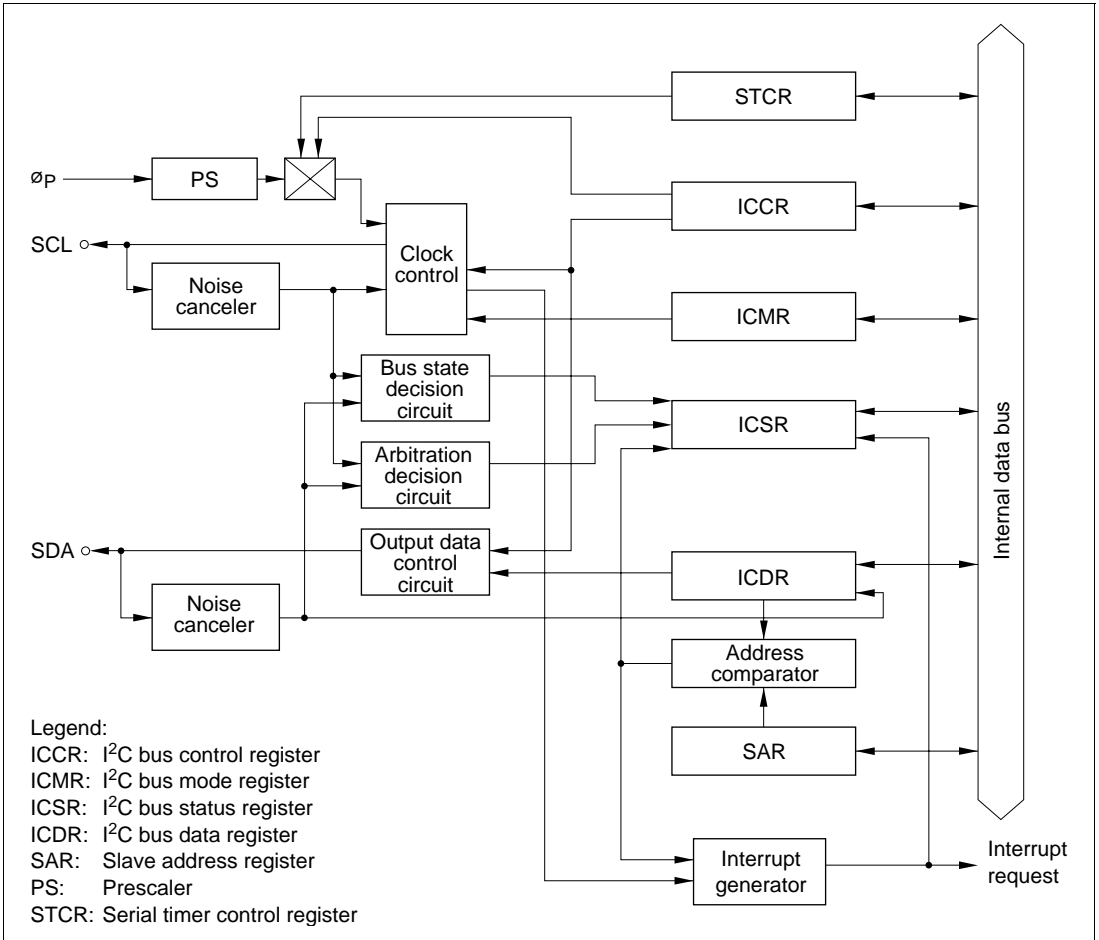 STCR
øP
PS
ICCR
SCL
Clock
control
Noise
canceler
ICMR
Bus state
decision
circuit
ICSR
Arbitration
decision
circuit
Internal data bus
SDA
Output data
control
circuit
ICDR
Noise
canceler
Address
comparator
SAR
Interrupt
generator
Interrupt
request
Legend:
ICCR: I²C bus control register
ICMR: I²C bus mode register
ICSR: I²C bus status register
ICDR: I²C bus data register
SAR: Slave address register
PS: Prescaler
STCR: Serial timer control register